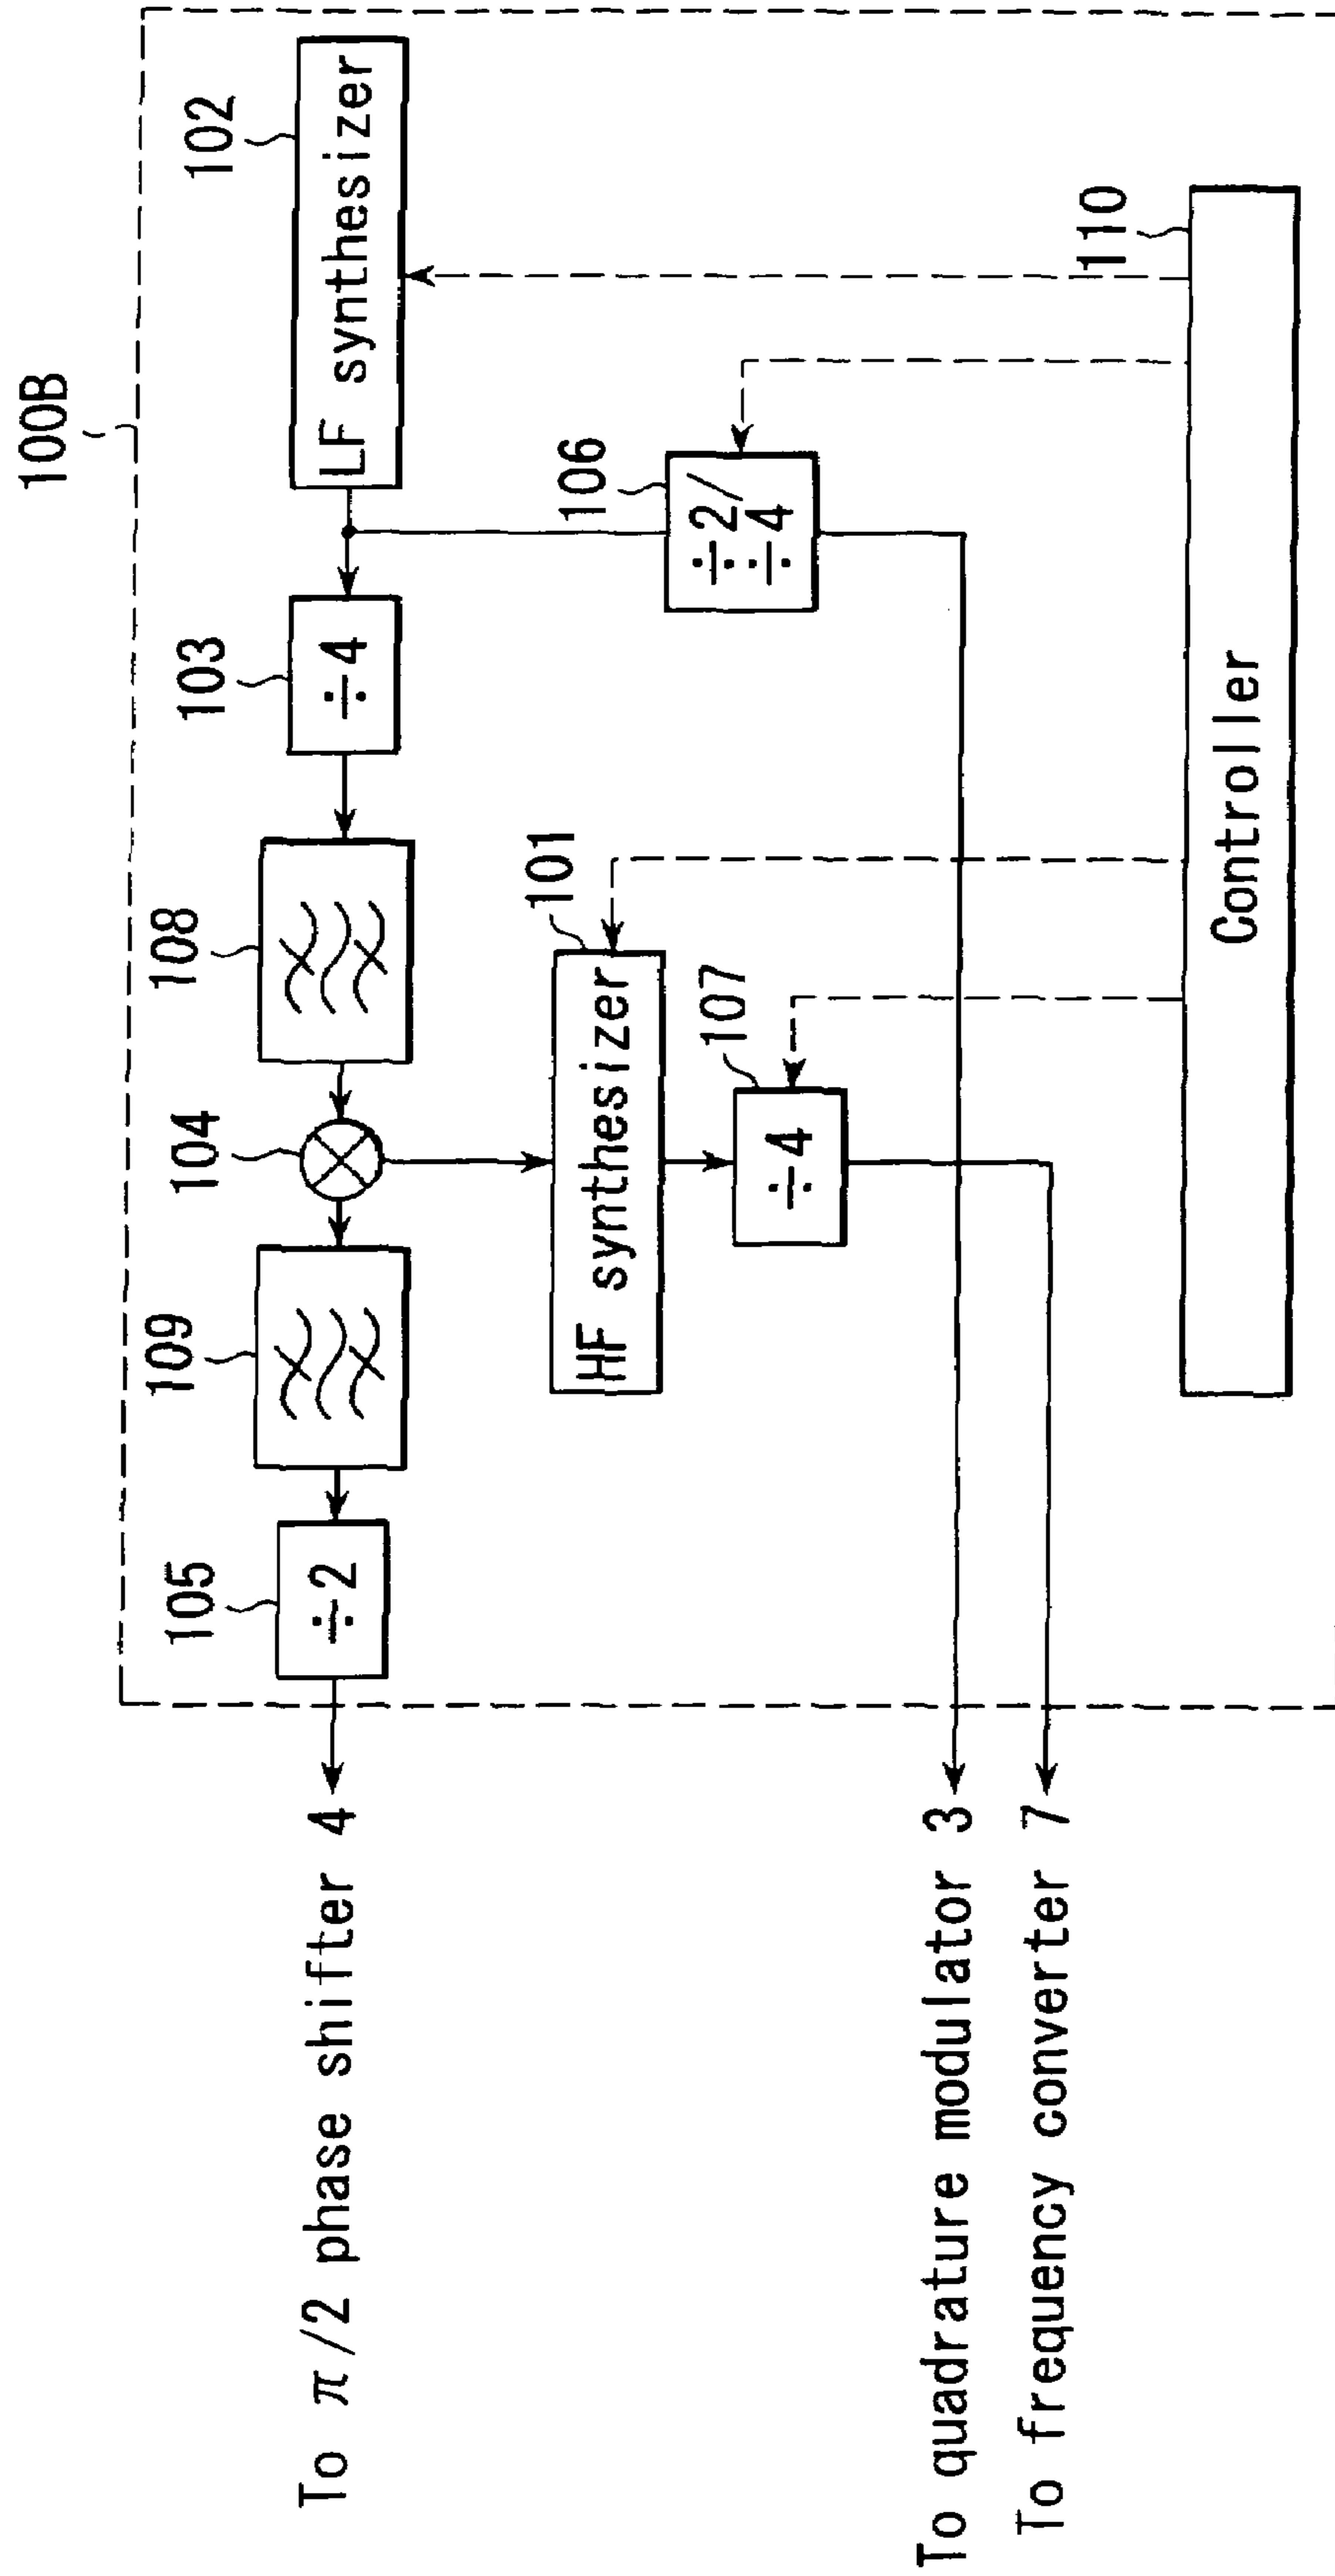 100B
102
LF synthesizer
103
÷4
108
104
109
105
÷2
To π/2 phase shifter 4
106
÷2/
÷4
101
HF synthesizer
107
÷4
To quadrature modulator 3
To frequency converter 7
110
Controller